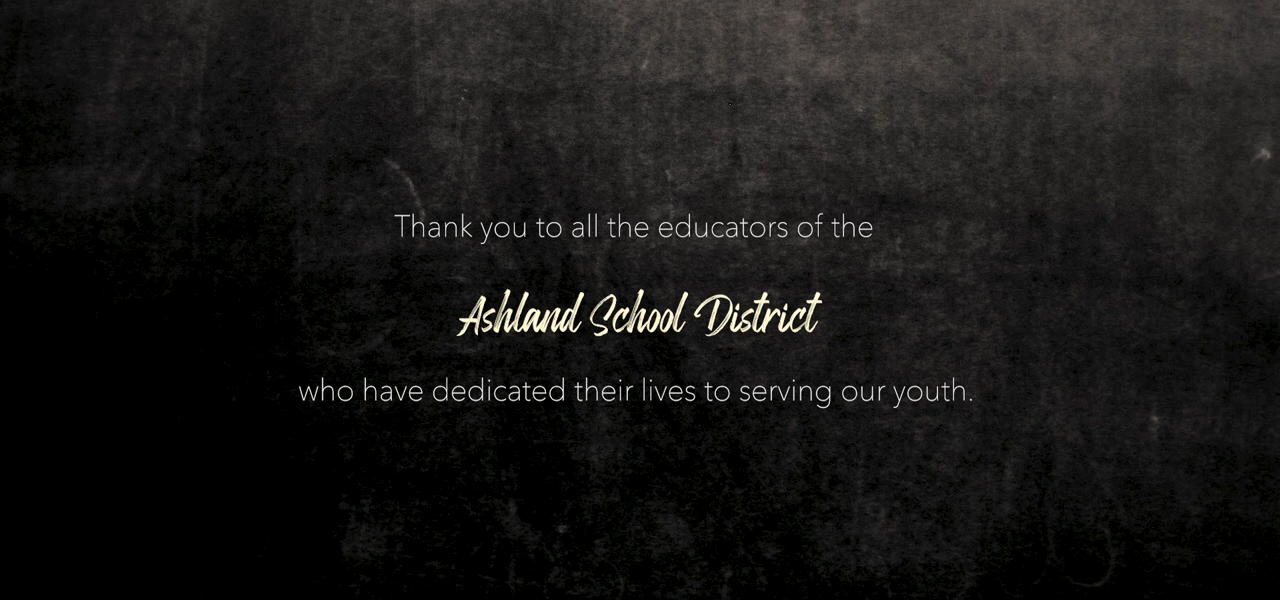 Thank you to all the educators of the
Ashland School District
who have dedicated their lives to serving our youth.